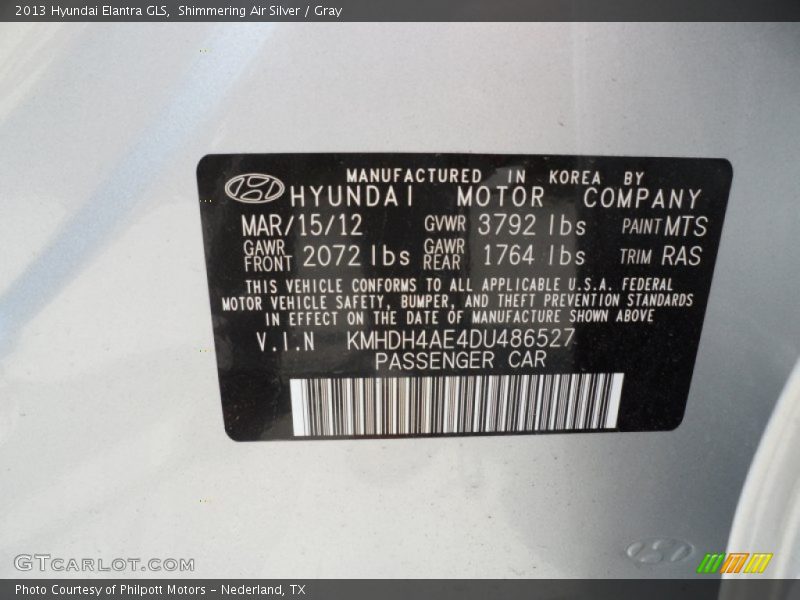 2013 Hyundai Elantra GLS, Shimmering Air Silver / Gray
MANUFACTURED IN KOREA BY
HYUNDAI MOTOR COMPANY
MAR/15/12 GVWR 3792 lbs PAINT MTS
GAWR FRONT 2072 lbs GAWR REAR 1764 lbs TRIM RAS
THIS VEHICLE CONFORMS TO ALL APPLICABLE U.S.A. FEDERAL
MOTOR VEHICLE SAFETY, BUMPER, AND THEFT PREVENTION STANDARDS
IN EFFECT ON THE DATE OF MANUFACTURE SHOWN ABOVE
V.I.N KMHDH4AE4DU486527
PASSENGER CAR
GTCARLOT.COM
Photo Courtesy of Philpott Motors - Nederland, TX